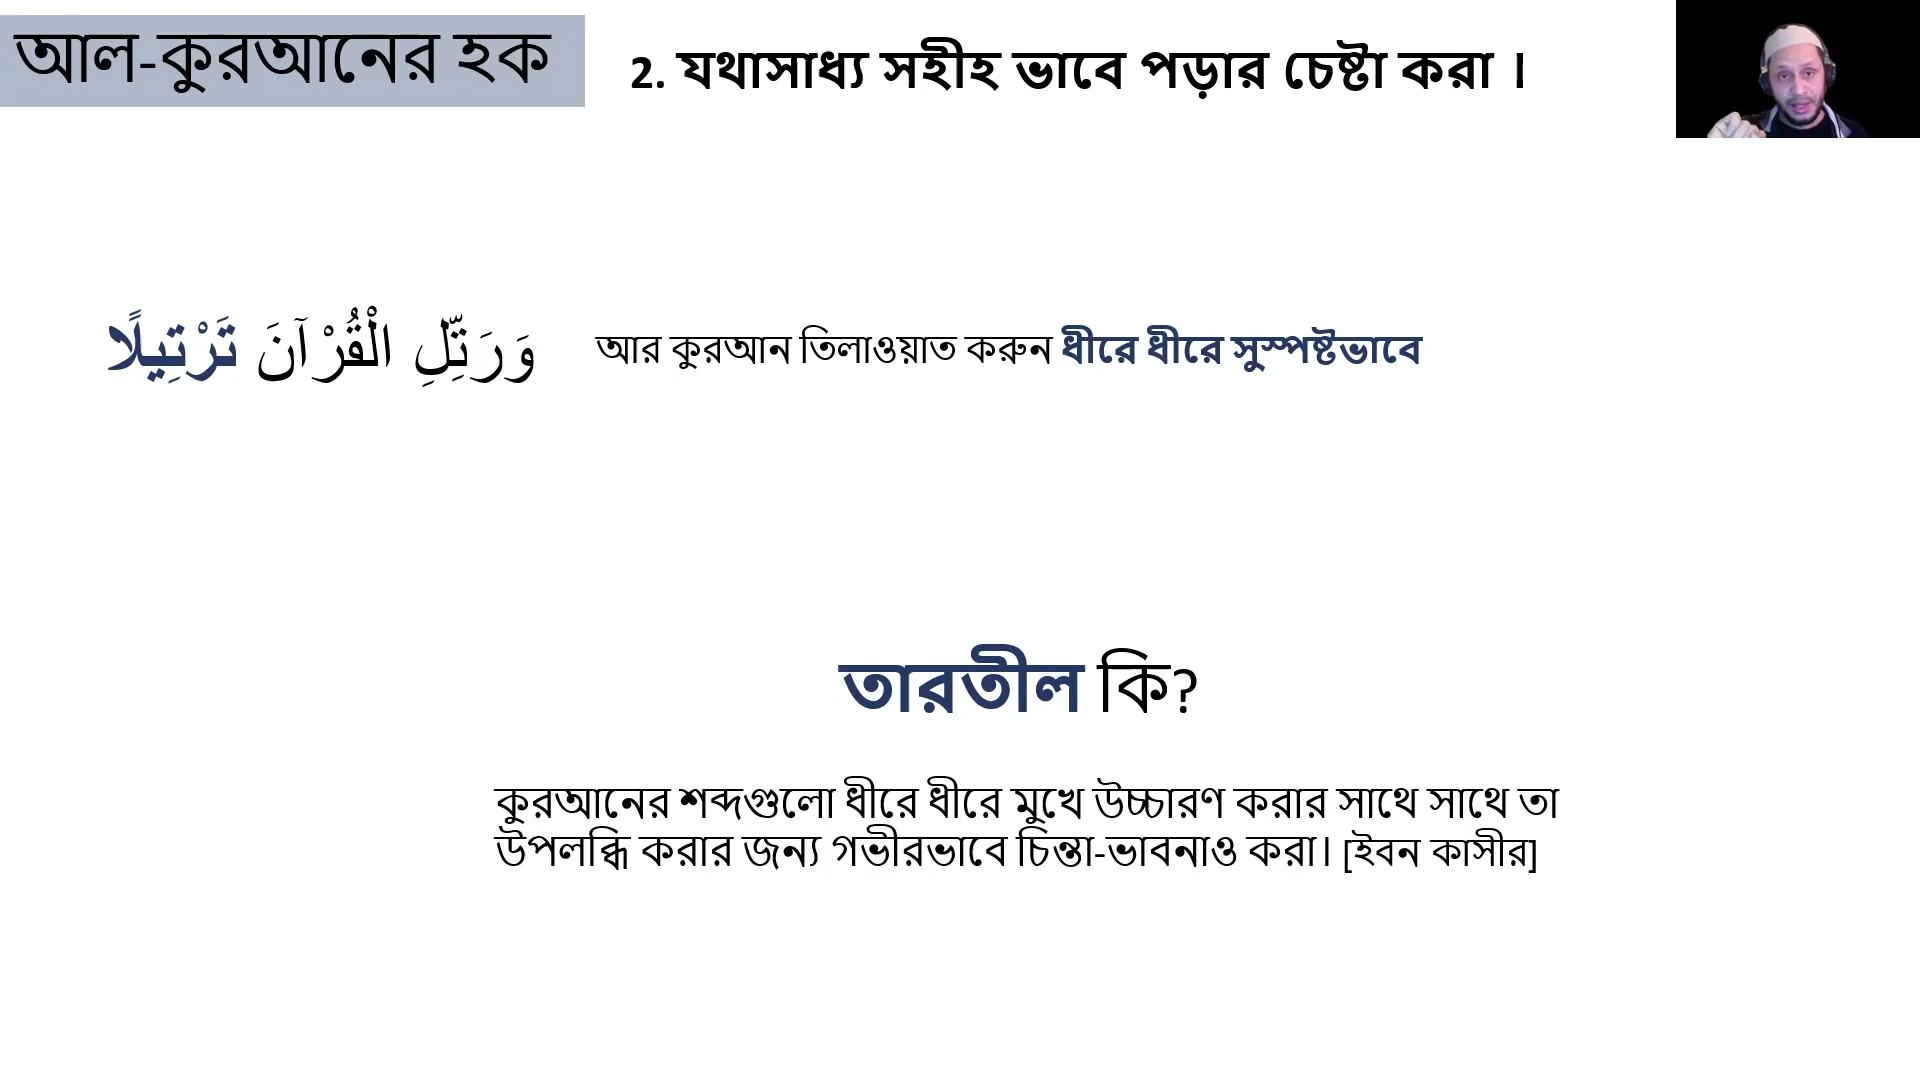 আল-কুরআনের হক
2. যথাসাধ্য সহীহ ভাবে পড়ার চেষ্টা করা ।
وَرَتِّلِ الْقُرْآنَ تَرْتِيلًا
আর কুরআন তিলাওয়াত করুন ধীরে ধীরে সুস্পষ্টভাবে
তারতীল কি?
কুরআনের শব্দগুলো ধীরে ধীরে মুখে উচ্চারণ করার সাথে সাথে তা
উপলব্ধি করার জন্য গভীরভাবে চিন্তা-ভাবনাও করা। [ইবন কাসীর]